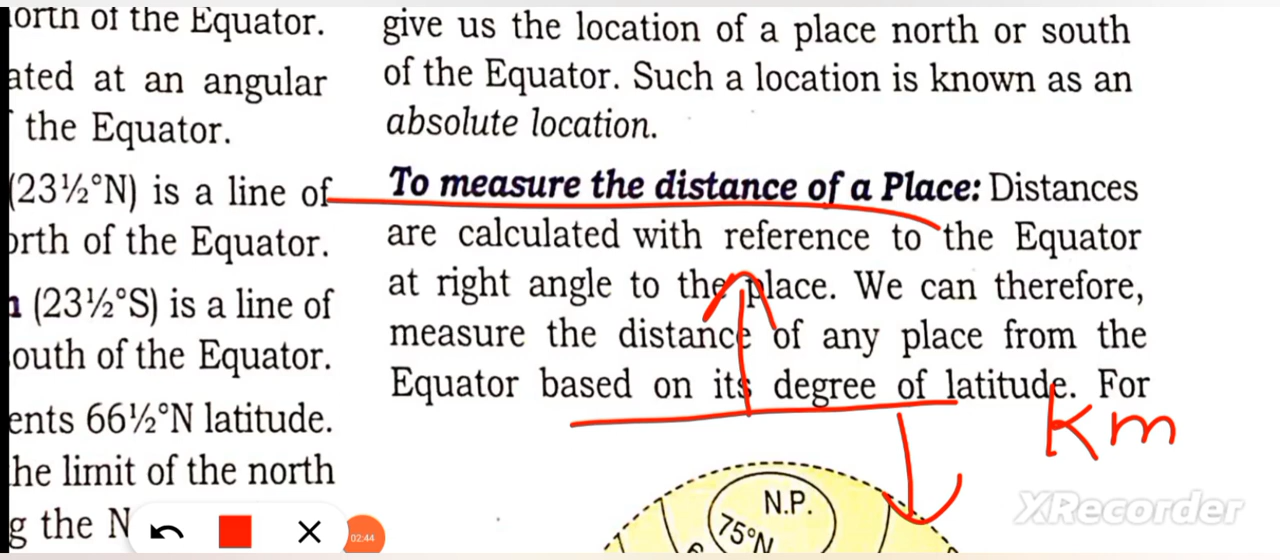 orth of the Equator.
ated at an angular
the Equator.
(23½°N) is a line of
orth of the Equator.
(23½°S) is a line of
outh of the Equator.
ents 66½°N latitude.
he limit of the north
g the N
give us the location of a place north or south
of the Equator. Such a location is known as an
absolute location.
To measure the distance of a Place: Distances
are calculated with reference to the Equator
at right angle to the place. We can therefore,
measure the distance of any place from the
Equator based on its degree of latitude. For
km
N.P.
75°N
02:44
XRecorder